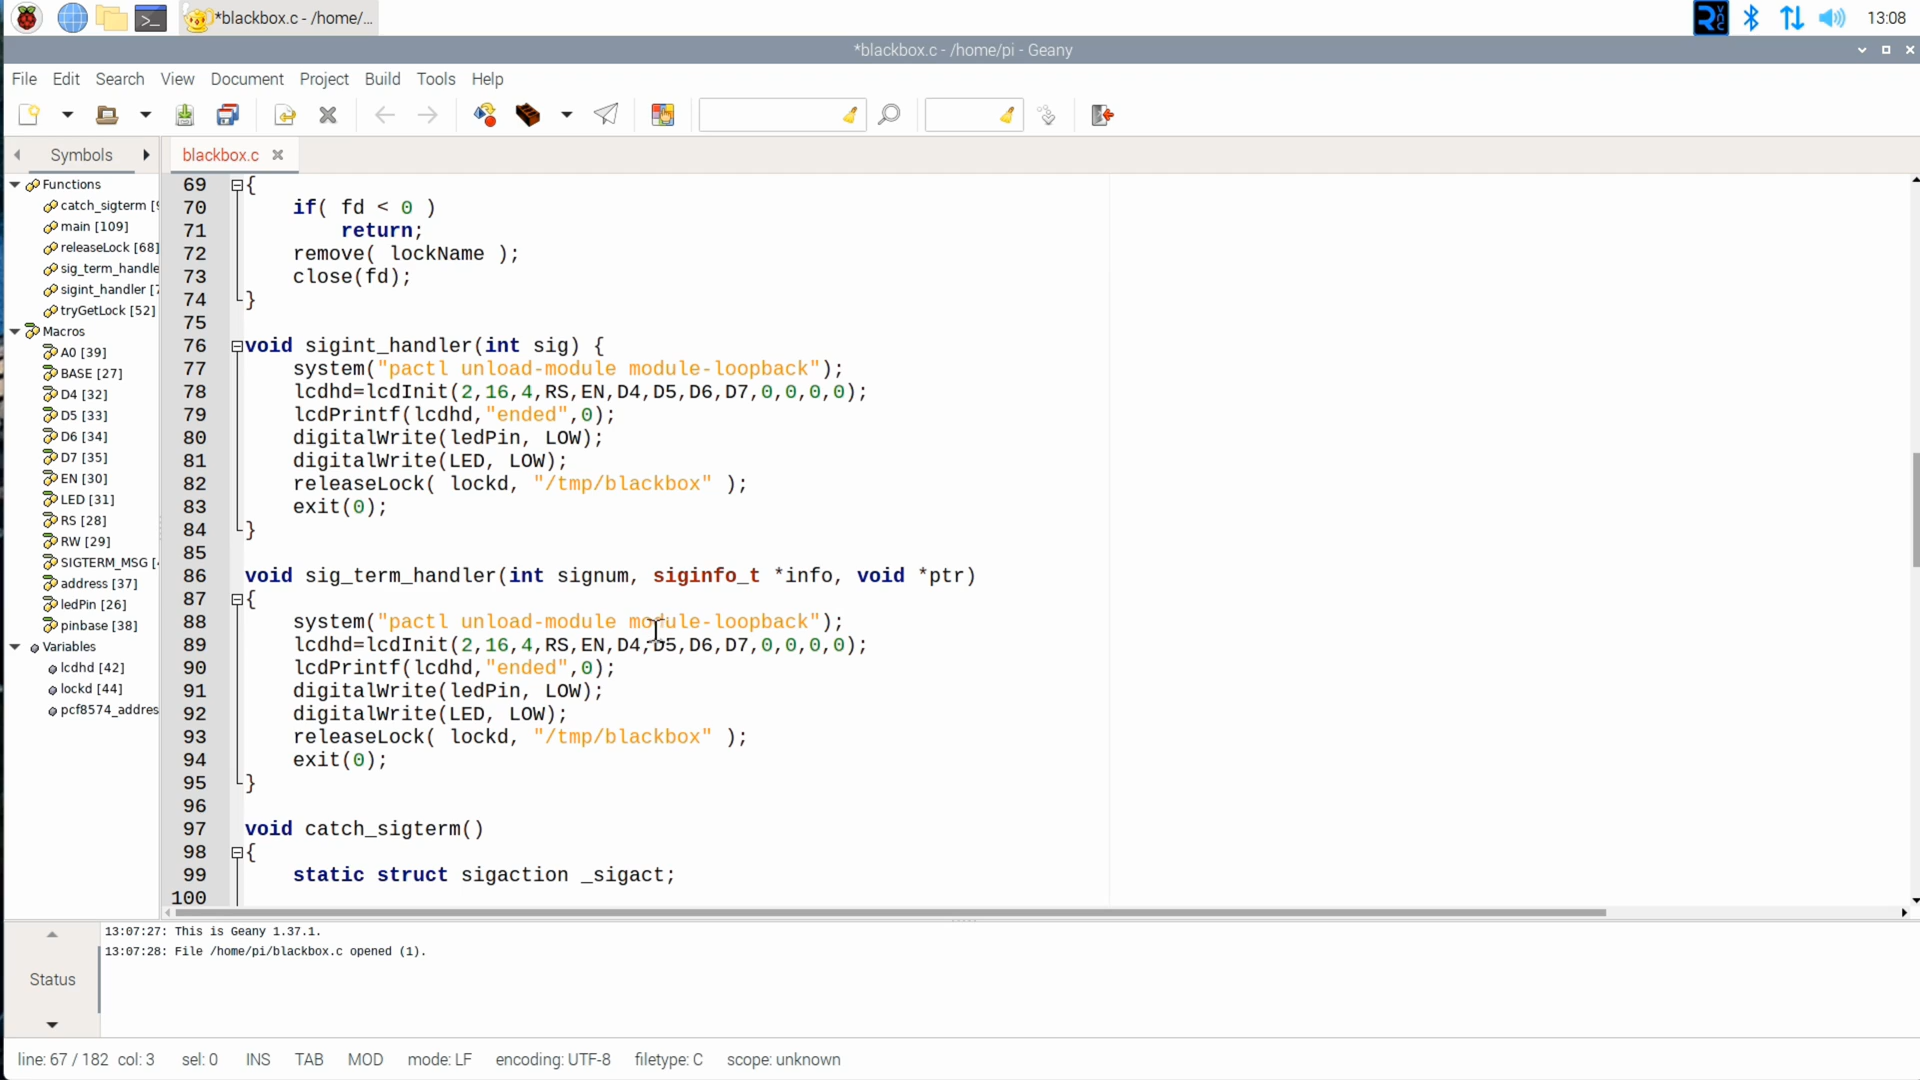 *blackbox.c - /home/...
13:08
*blackbox.c - /home/pi - Geany
File Edit Search View Document Project Build Tools Help
Symbols
blackbox.c
Functions
catch_sigterm [9
main [109]
releaseLock [68]
sig_term_handle
sigint_handler [7
tryGetLock [52]
Macros
A0 [39]
BASE [27]
D4 [32]
D5 [33]
D6 [34]
D7 [35]
EN [30]
LED [31]
RS [28]
RW [29]
SIGTERM_MSG [4
address [37]
ledPin [26]
pinbase [38]
Variables
lcdhd [42]
lockd [44]
pcf8574_addres
69 {
70 if( fd < 0 )
71 return;
72 remove( lockName );
73 close(fd);
74 }
75
76 void sigint_handler(int sig) {
77 system("pactl unload-module module-loopback");
78 lcdhd=lcdInit(2,16,4,RS,EN,D4,D5,D6,D7,0,0,0,0);
79 lcdPrintf(lcdhd,"ended",0);
80 digitalWrite(ledPin, LOW);
81 digitalWrite(LED, LOW);
82 releaseLock( lockd, "/tmp/blackbox" );
83 exit(0);
84 }
85
86 void sig_term_handler(int signum, siginfo_t *info, void *ptr)
87 {
88 system("pactl unload-module module-loopback");
89 lcdhd=lcdInit(2,16,4,RS,EN,D4,D5,D6,D7,0,0,0,0);
90 lcdPrintf(lcdhd,"ended",0);
91 digitalWrite(ledPin, LOW);
92 digitalWrite(LED, LOW);
93 releaseLock( lockd, "/tmp/blackbox" );
94 exit(0);
95 }
96
97 void catch_sigterm()
98 {
99 static struct sigaction _sigact;
100
Status
13:07:27: This is Geany 1.37.1.
13:07:28: File /home/pi/blackbox.c opened (1).
line: 67 / 182 col: 3 sel: 0 INS TAB MOD mode: LF encoding: UTF-8 filetype: C scope: unknown